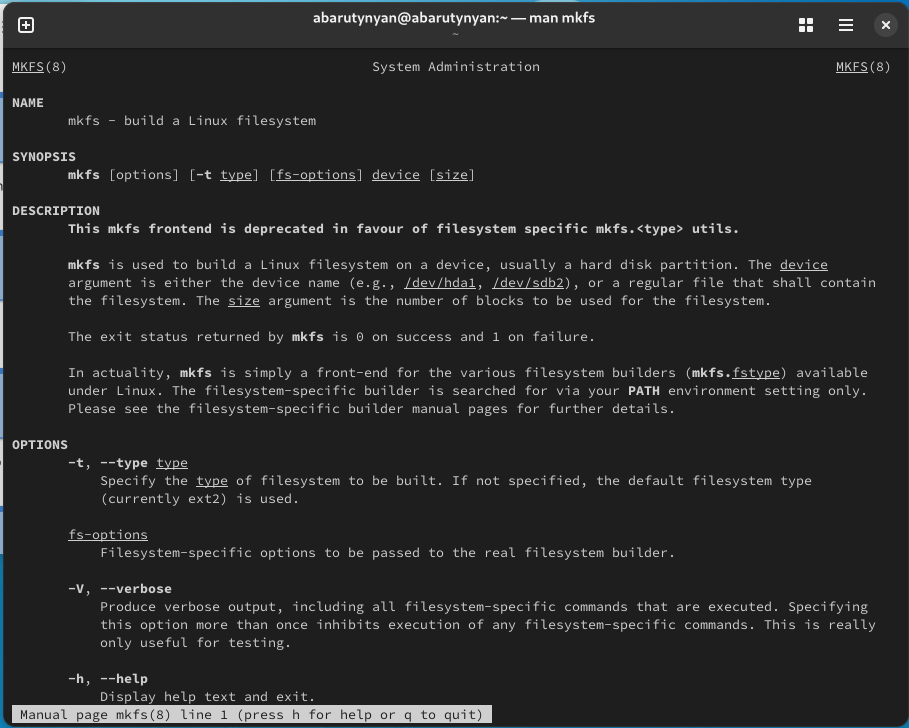 abarutynyan@abarutynyan:~ — man mkfs
~
MKFS(8) System Administration MKFS(8)
NAME
mkfs - build a Linux filesystem
SYNOPSIS
mkfs [options] [-t type] [fs-options] device [size]
DESCRIPTION
This mkfs frontend is deprecated in favour of filesystem specific mkfs.<type> utils.
mkfs is used to build a Linux filesystem on a device, usually a hard disk partition. The device
argument is either the device name (e.g., /dev/hda1, /dev/sdb2), or a regular file that shall contain
the filesystem. The size argument is the number of blocks to be used for the filesystem.
The exit status returned by mkfs is 0 on success and 1 on failure.
In actuality, mkfs is simply a front-end for the various filesystem builders (mkfs.fstype) available
under Linux. The filesystem-specific builder is searched for via your PATH environment setting only.
Please see the filesystem-specific builder manual pages for further details.
OPTIONS
-t, --type type
Specify the type of filesystem to be built. If not specified, the default filesystem type
(currently ext2) is used.
fs-options
Filesystem-specific options to be passed to the real filesystem builder.
-V, --verbose
Produce verbose output, including all filesystem-specific commands that are executed. Specifying
this option more than once inhibits execution of any filesystem-specific commands. This is really
only useful for testing.
-h, --help
Display help text and exit.
Manual page mkfs(8) line 1 (press h for help or q to quit)